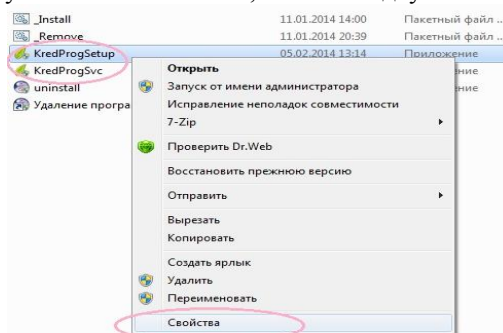 _Install 11.01.2014 14:00 Пакетный файл ...
_Remove 11.01.2014 20:39 Пакетный файл ...
KredProgSetup 05.02.2014 13:14 Приложение
KredProgSvc
uninstall
Удаление програ
Открыть
Запуск от имени администратора
Исправление неполадок совместимости
7-Zip
Проверить Dr.Web
Восстановить прежнюю версию
Отправить
Вырезать
Копировать
Создать ярлык
Удалить
Переименовать
Свойства